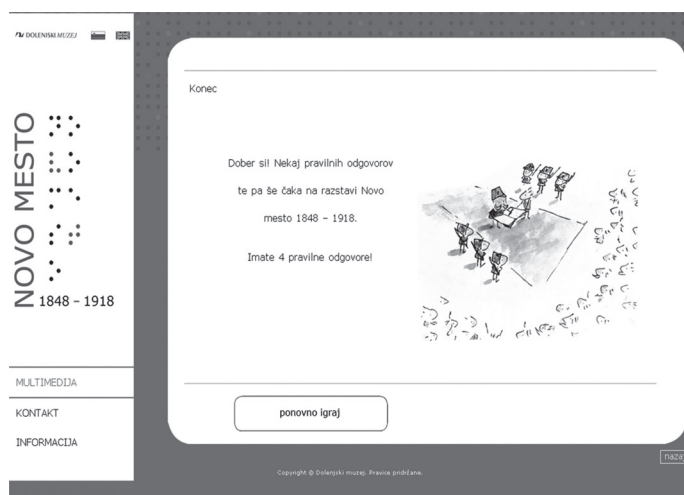 DOLENJSKI MUZEJ
NOVO MESTO
1848 - 1918
MULTIMEDIJA
KONTAKT
INFORMACIJA
Konec
Dober si! Nekaj pravilnih odgovorov
te pa še čaka na razstavi Novo
mesto 1848 - 1918.
Imate 4 pravilne odgovore!
ponovno igraj
Copyright © Dolenjski muzej. Pravice pridržane.